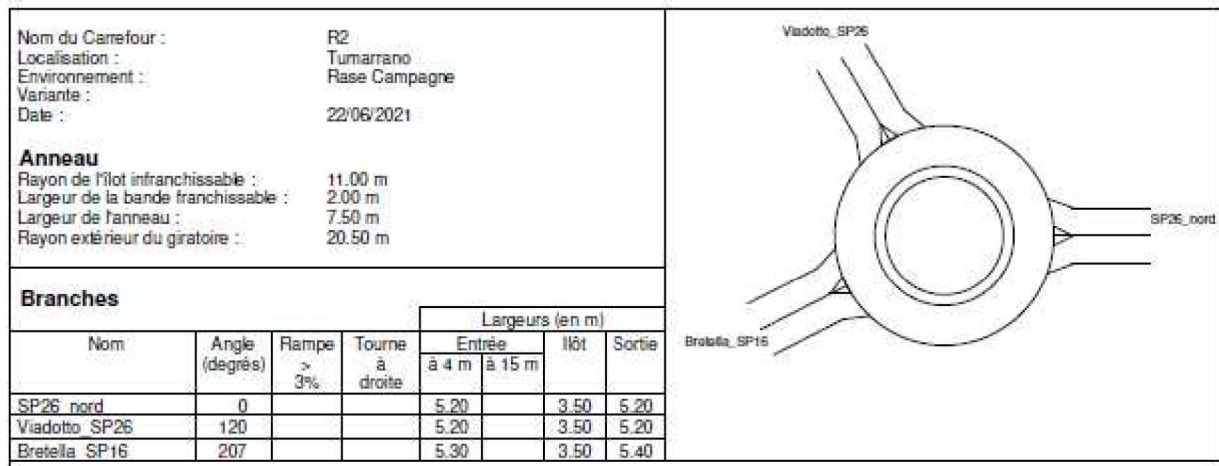 Nom du Carrefour : R2
Localisation : Tumarrano
Environnement : Rase Campagne
Variante :
Date : 22/06/2021
Anneau
Rayon de l'îlot infranchissable : 11.00 m
Largeur de la bande franchissable : 2.00 m
Largeur de l'anneau : 7.50 m
Rayon extérieur du giratoire : 20.50 m
Branches
Largeurs (en m)
Nom Angle Rampe Tourne Entrée Ilôt Sortie
(degrés) > à à 4 m à 15 m
3% droite
SP26_nord 0 5.20 3.50 5.20
Viadotto_SP26 120 5.20 3.50 5.20
Bretella SP16 207 5.30 3.50 5.40
Viadotto_SP26
SP26_nord
Bretella_SP16